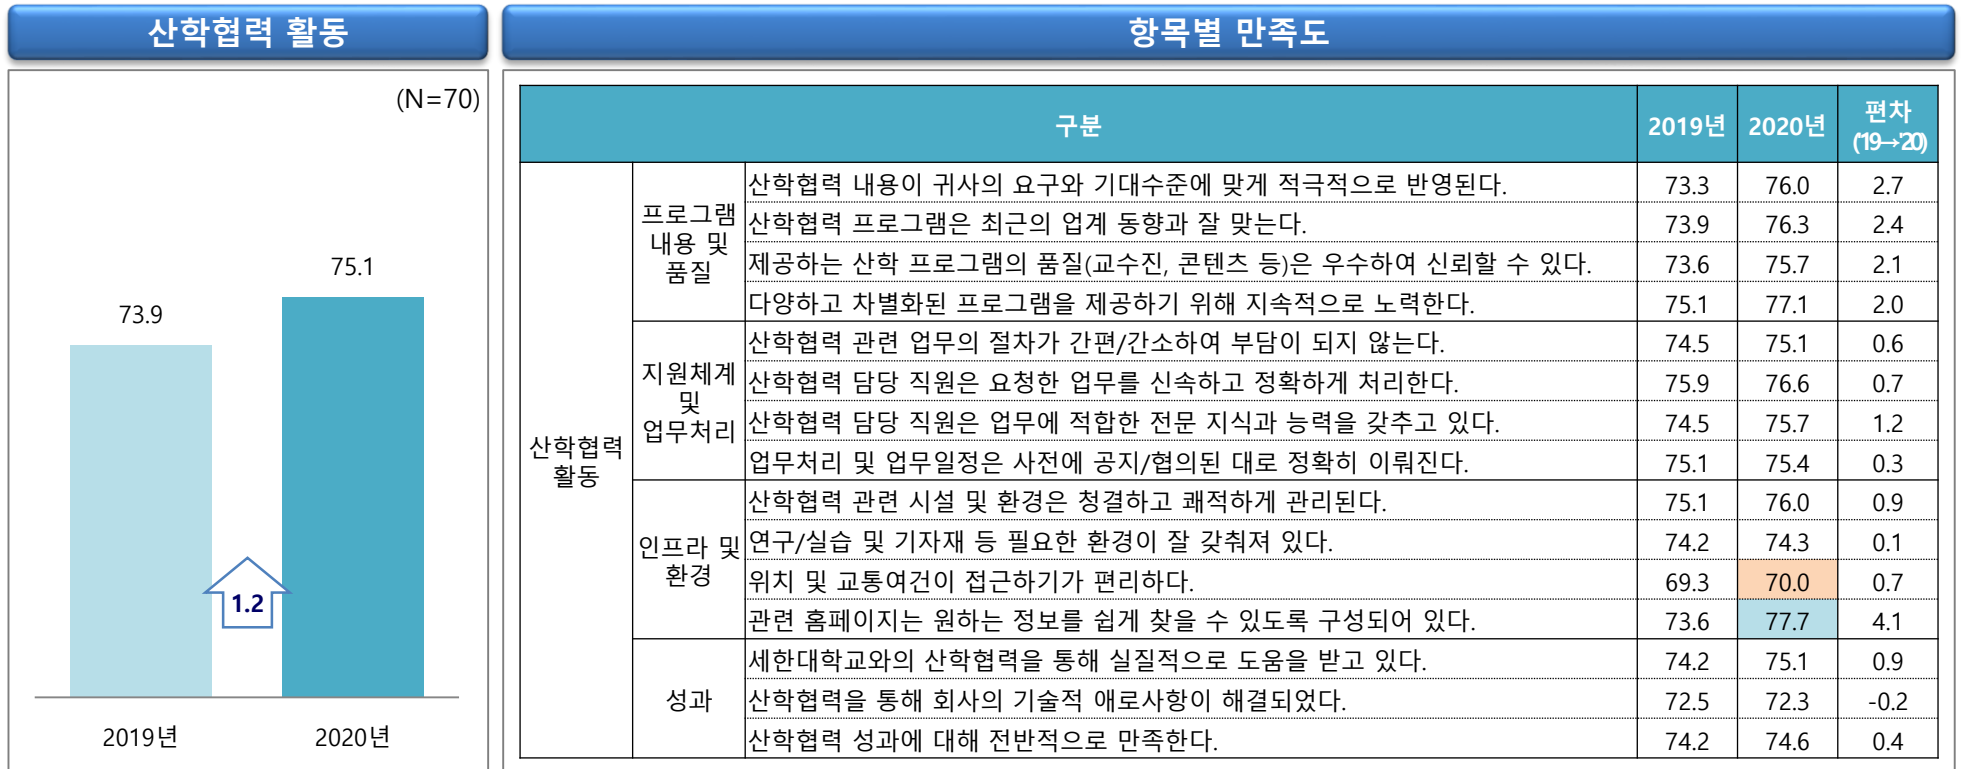 산학협력 활동
항목별 만족도
(N=70)
73.9
75.1
1.2
2019년
2020년
구분 2019년 2020년 편차
('19→'20)
산학협력
활동
프로그램
내용 및
품질
산학협력 내용이 귀사의 요구와 기대수준에 맞게 적극적으로 반영된다. 73.3 76.0 2.7
산학협력 프로그램은 최근의 업계 동향과 잘 맞는다. 73.9 76.3 2.4
제공하는 산학 프로그램의 품질(교수진, 콘텐츠 등)은 우수하여 신뢰할 수 있다. 73.6 75.7 2.1
다양하고 차별화된 프로그램을 제공하기 위해 지속적으로 노력한다. 75.1 77.1 2.0
지원체계
및
업무처리
산학협력 관련 업무의 절차가 간편/간소하여 부담이 되지 않는다. 74.5 75.1 0.6
산학협력 담당 직원은 요청한 업무를 신속하고 정확하게 처리한다. 75.9 76.6 0.7
산학협력 담당 직원은 업무에 적합한 전문 지식과 능력을 갖추고 있다. 74.5 75.7 1.2
업무처리 및 업무일정은 사전에 공지/협의된 대로 정확히 이뤄진다. 75.1 75.4 0.3
인프라 및
환경
산학협력 관련 시설 및 환경은 청결하고 쾌적하게 관리된다. 75.1 76.0 0.9
연구/실습 및 기자재 등 필요한 환경이 잘 갖춰져 있다. 74.2 74.3 0.1
위치 및 교통여건이 접근하기가 편리하다. 69.3 70.0 0.7
관련 홈페이지는 원하는 정보를 쉽게 찾을 수 있도록 구성되어 있다. 73.6 77.7 4.1
성과
세한대학교와의 산학협력을 통해 실질적으로 도움을 받고 있다. 74.2 75.1 0.9
산학협력을 통해 회사의 기술적 애로사항이 해결되었다. 72.5 72.3 -0.2
산학협력 성과에 대해 전반적으로 만족한다. 74.2 74.6 0.4